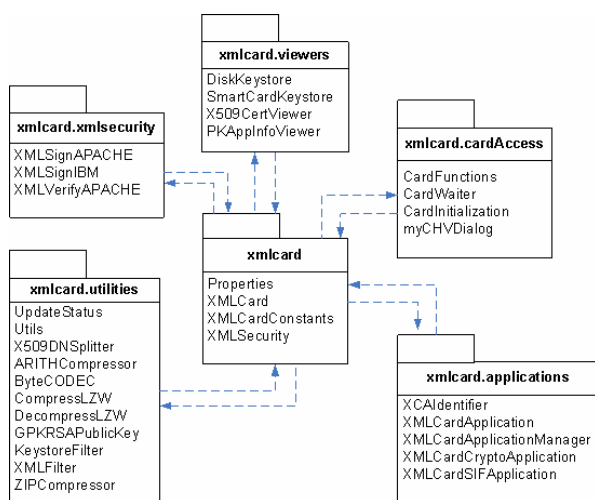 xmlcard.viewers
DiskKeystore
SmartCardKeystore
X509CertViewer
PKAppInfoViewer
xmlcard.xmlsecurity
XMLSignAPACHE
XMLSignIBM
XMLVerifyAPACHE
xmlcard.cardAccess
CardFunctions
CardWaiter
CardInitialization
myCHVDialog
xmlcard
Properties
XMLCard
XMLCardConstants
XMLSecurity
xmlcard.utilities
UpdateStatus
Utils
X509DNSplitter
ARITHCompressor
ByteCODEC
CompressLZW
DecompressLZW
GPKRSAPublicKey
KeystoreFilter
XMLFilter
ZIPCompressor
xmlcard.applications
XCAIdentifier
XMLCardApplication
XMLCardApplicationManager
XMLCardCryptoApplication
XMLCardSIFApplication